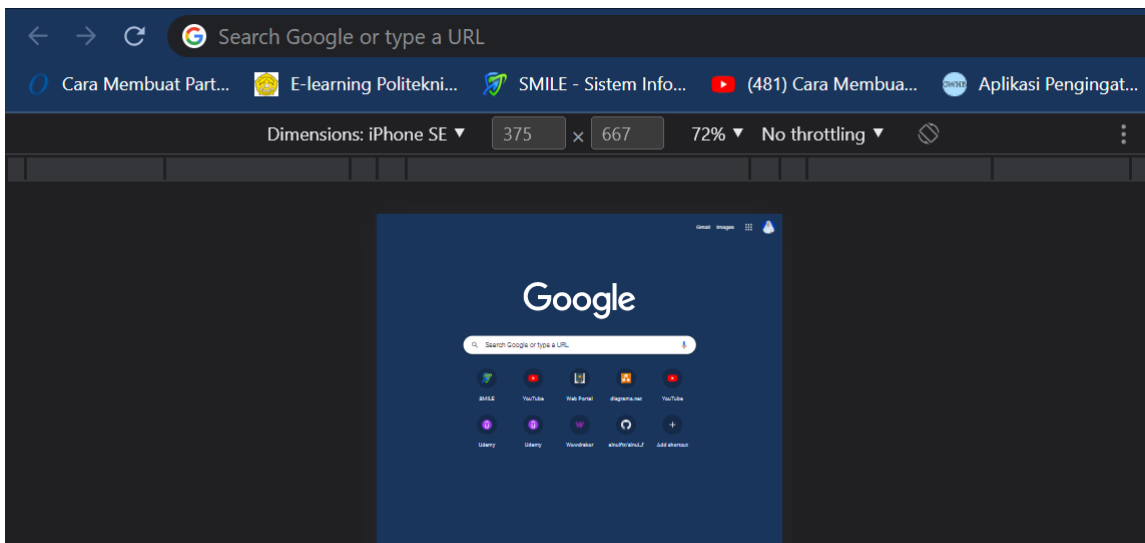 Search Google or type a URL
Cara Membuat Part... E-learning Politekni... SMILE - Sistem Info... (481) Cara Membua... Aplikasi Pengingat...
Dimensions: iPhone SE ▼ 375 × 667 72% ▼ No throttling ▼
Gmail Images
Google
Search Google or type a URL
SMILE YouTube Web Portal diagrams.net YouTube
Udemy Udemy Add shortcut